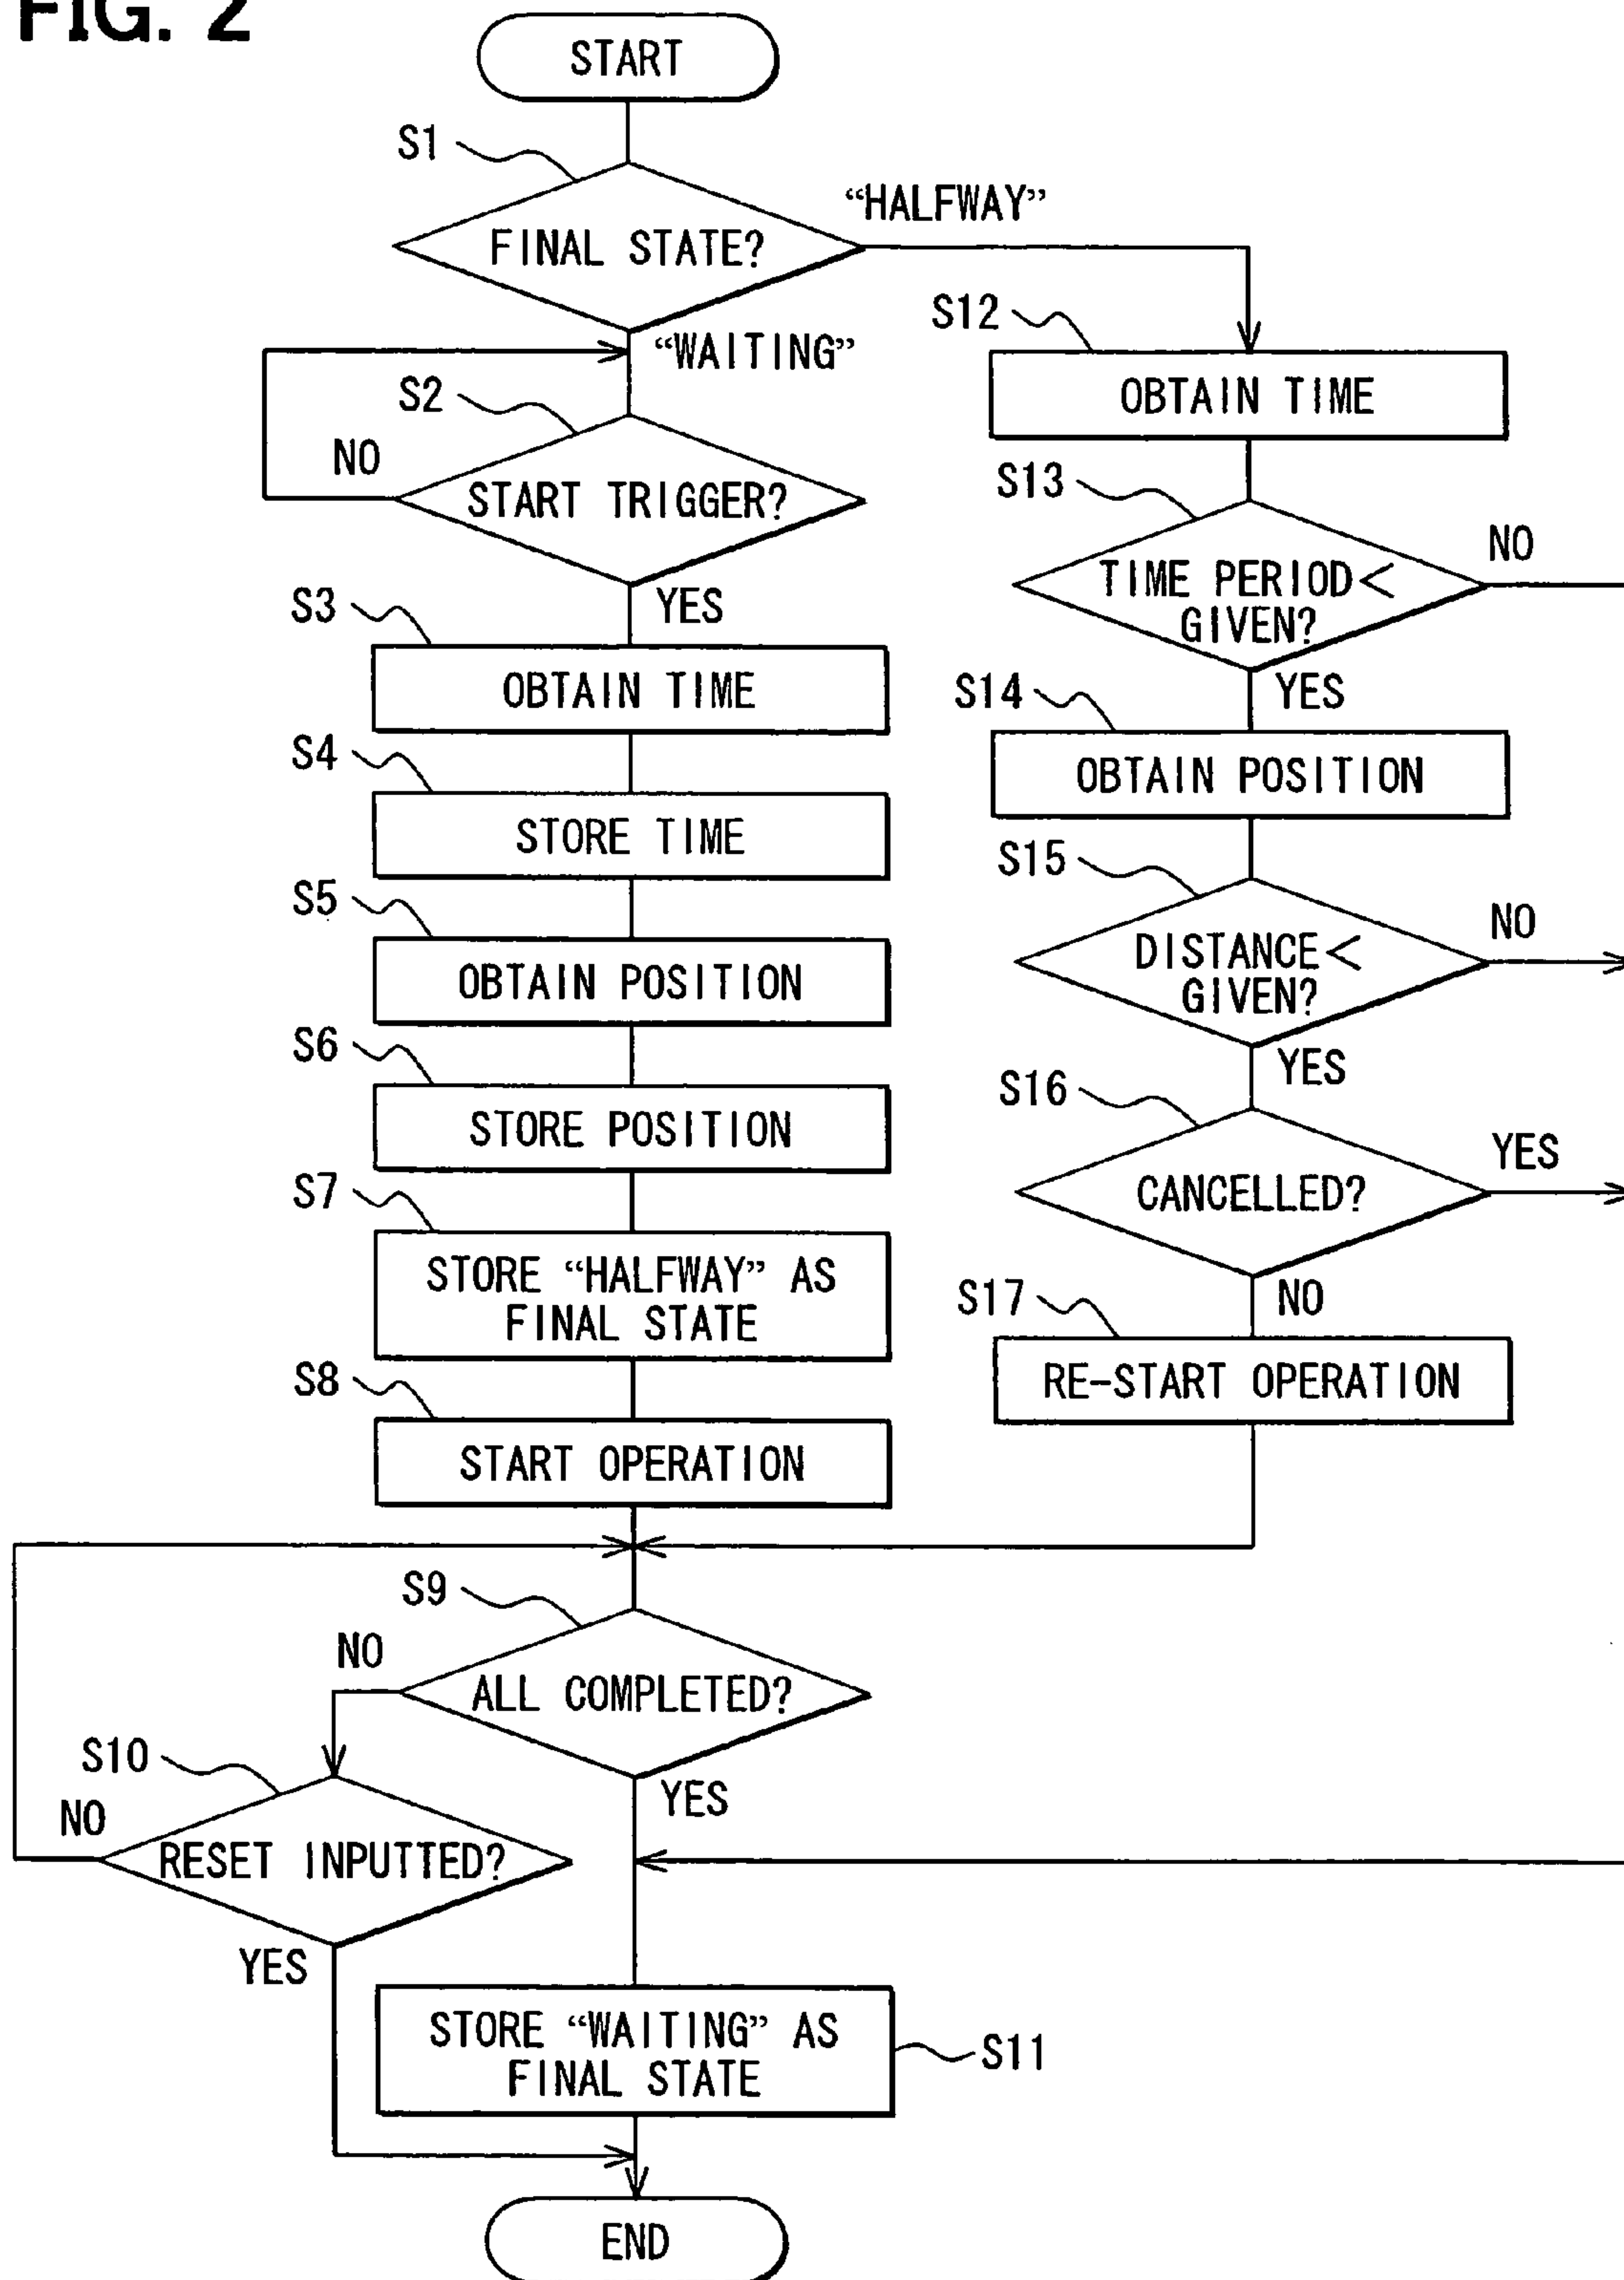 FIG. 2
START
S1
FINAL STATE?
“HALFWAY”
“WAITING”
S2
NO
START TRIGGER?
YES
S3
OBTAIN TIME
S4
STORE TIME
S5
OBTAIN POSITION
S6
STORE POSITION
S7
STORE “HALFWAY” AS
FINAL STATE
S8
START OPERATION
S9
NO
ALL COMPLETED?
YES
S10
NO
RESET INPUTTED?
YES
STORE “WAITING” AS
FINAL STATE
S11
END
S12
OBTAIN TIME
S13
NO
TIME PERIOD<
GIVEN?
YES
S14
OBTAIN POSITION
S15
NO
DISTANCE<
GIVEN?
YES
S16
YES
CANCELLED?
NO
S17
RE-START OPERATION